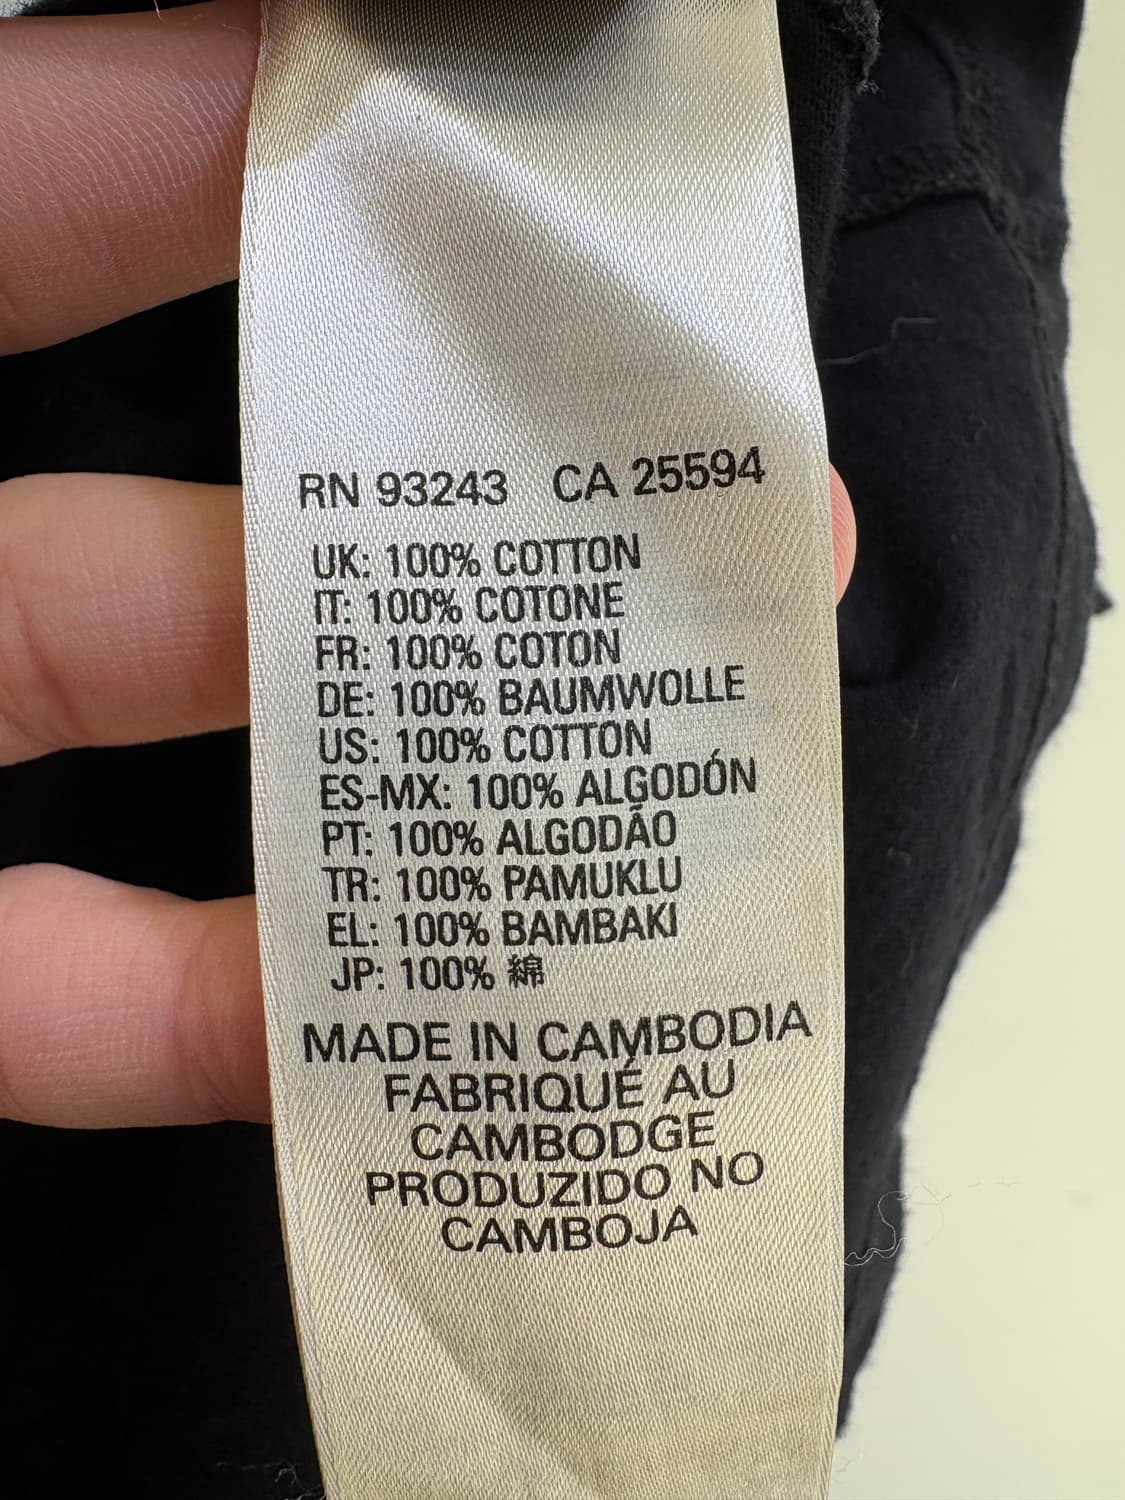 RN 93243 CA 25594
UK: 100% COTTON
IT: 100% COTONE
FR: 100% COTON
DE: 100% BAUMWOLLE
US: 100% COTTON
ES-MX: 100% ALGODÓN
PT: 100% ALGODÃO
TR: 100% PAMUKLU
EL: 100% BAMBAKI
JP: 100% 綿
MADE IN CAMBODIA
FABRIQUÉ AU
CAMBODGE
PRODUZIDO NO
CAMBOJA